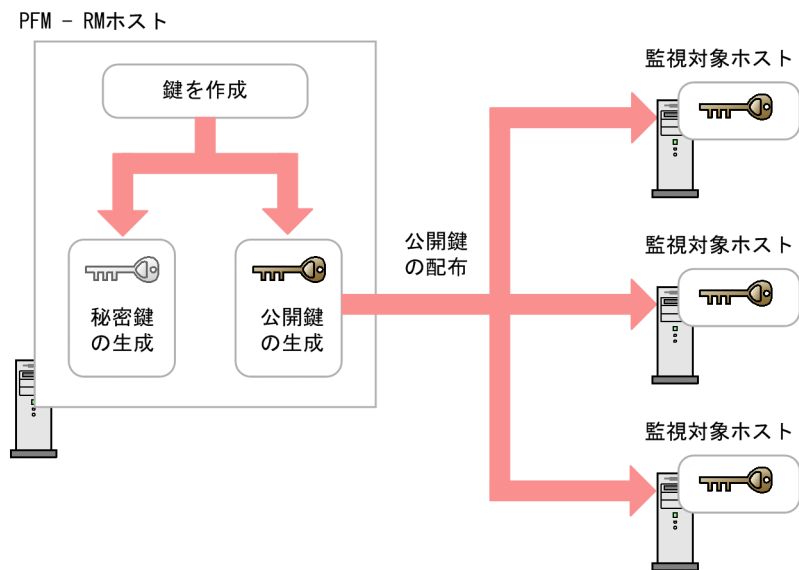 PFM － RMホスト
鍵を作成
秘密鍵
の生成
公開鍵
の生成
公開鍵
の配布
監視対象ホスト
監視対象ホスト
監視対象ホスト